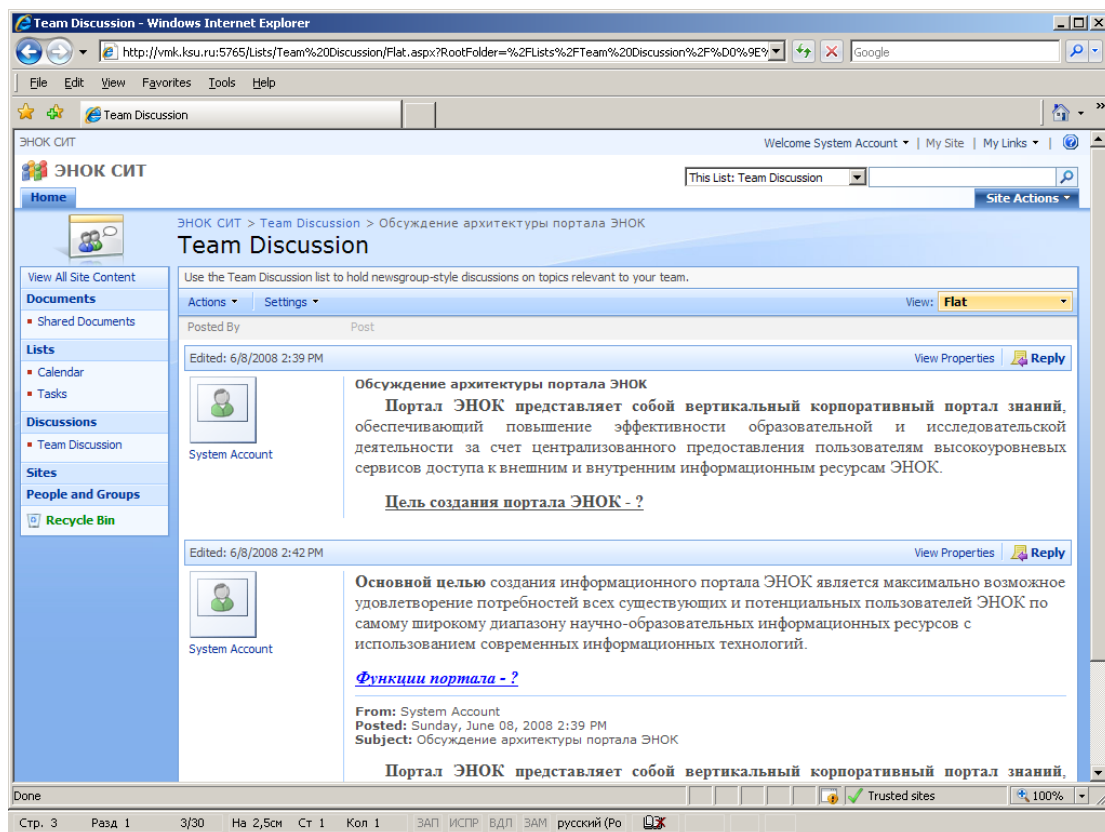 Team Discussion - Windows Internet Explorer
http://vmk.ksu.ru:5765/Lists/Team%20Discussion/Flat.aspx?RootFolder=%2FLists%2FTeam%20Discussion%2F%D0%9E%
Google
File Edit View Favorites Tools Help
Team Discussion
»
ЭНОК СИТ
Welcome System Account | My Site | My Links |
ЭНОК СИТ
This List: Team Discussion
Home
Site Actions
ЭНОК СИТ > Team Discussion > Обсуждение архитектуры портала ЭНОК
Team Discussion
View All Site Content
Documents
Shared Documents
Lists
Calendar
Tasks
Discussions
Team Discussion
Sites
People and Groups
Recycle Bin
Use the Team Discussion list to hold newsgroup-style discussions on topics relevant to your team.
Actions Settings View: Flat
Posted By Post
Edited: 6/8/2008 2:39 PM View Properties Reply
System Account
Обсуждение архитектуры портала ЭНОК
Портал ЭНОК представляет собой вертикальный корпоративный портал знаний,
обеспечивающий повышение эффективности образовательной и исследовательской
деятельности за счет централизованного предоставления пользователям высокоуровневых
сервисов доступа к внешним и внутренним информационным ресурсам ЭНОК.
Цель создания портала ЭНОК - ?
Edited: 6/8/2008 2:42 PM View Properties Reply
System Account
Основной целью создания информационного портала ЭНОК является максимально возможное
удовлетворение потребностей всех существующих и потенциальных пользователей ЭНОК по
самому широкому диапазону научно-образовательных информационных ресурсов с
использованием современных информационных технологий.
Функции портала - ?
From: System Account
Posted: Sunday, June 08, 2008 2:39 PM
Subject: Обсуждение архитектуры портала ЭНОК
Портал ЭНОК представляет собой вертикальный корпоративный портал знаний,
Done
Trusted sites
100%
Стр. 3 Разд 1 3/30 На 2,5см Ст 1 Кол 1 ЗАП ИСПР ВДЛ ЗАМ русский (Ро